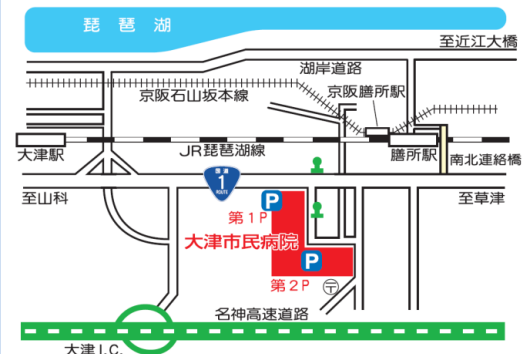 琵琶湖
至近江大橋
湖岸道路
京阪膳所駅
京阪石山坂本線
大津駅
JR琵琶湖線
膳所駅
南北連絡橋
国道
1
ROUTE
至山科
至草津
P
第1P
大津市民病院
P
第2P
〒
名神高速道路
大津I.C.